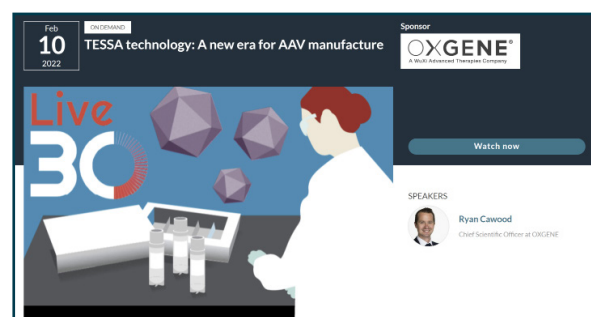 Feb
10
2022
ON DEMAND
TESSA technology: A new era for AAV manufacture
Sponsor
OXGENE®
A WuXi Advanced Therapies Company
Live
30
Watch now
SPEAKERS
Ryan Cawood
Chief Scientific Officer at OXGENE